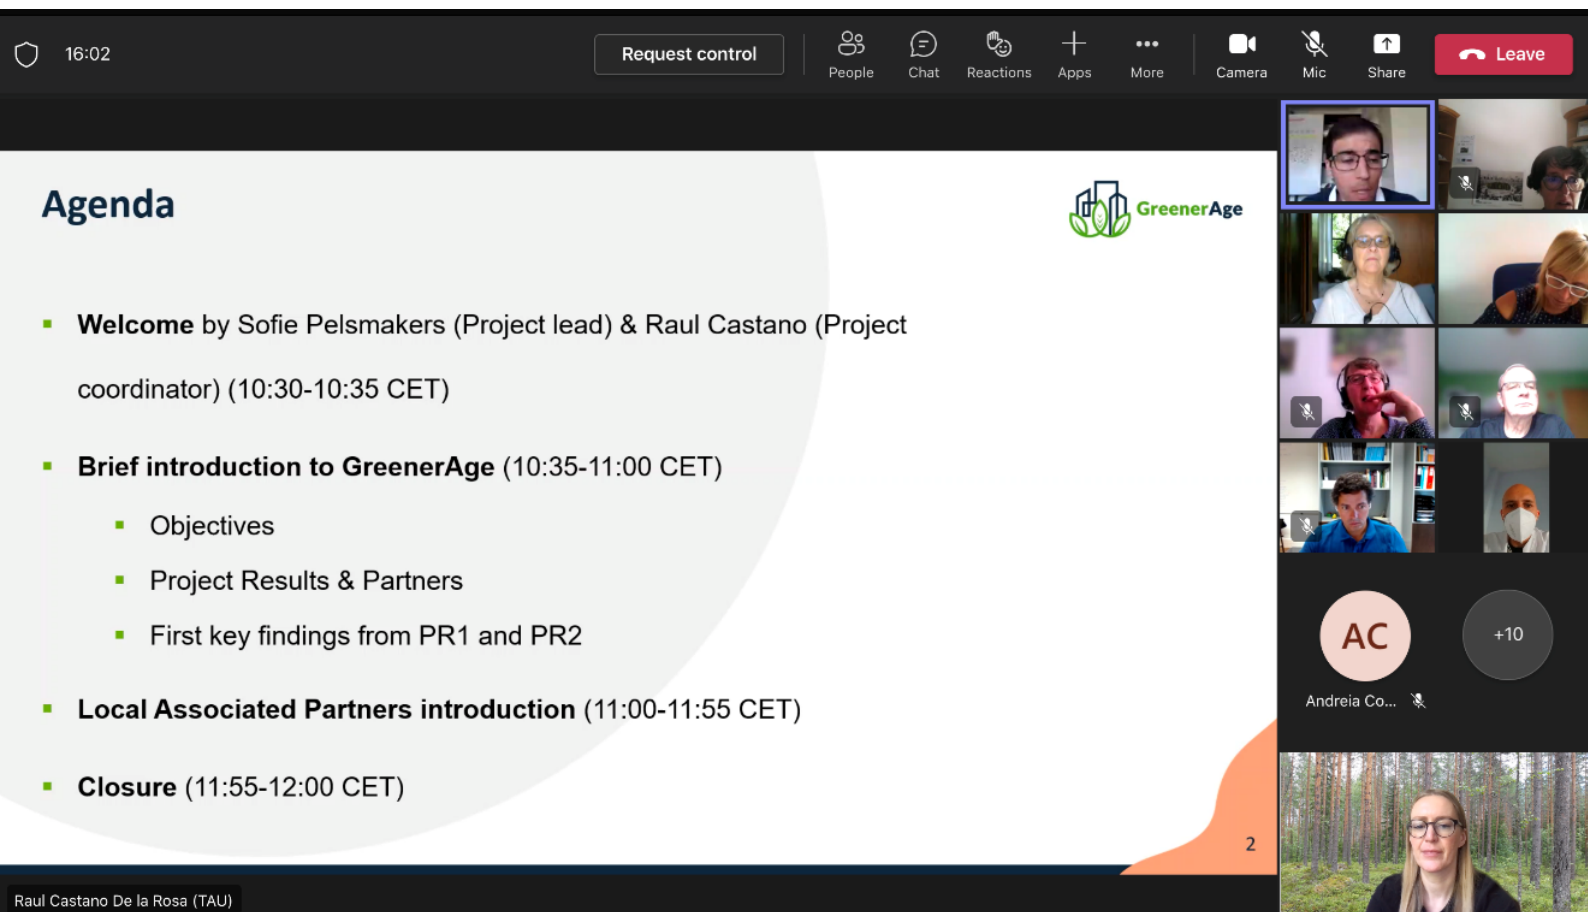 16:02
Request control
People
Chat
Reactions
Apps
More
Camera
Mic
Share
Leave
Agenda
GreenerAge
Welcome by Sofie Pelsmakers (Project lead) & Raul Castano (Project
coordinator) (10:30-10:35 CET)
Brief introduction to GreenerAge (10:35-11:00 CET)
Objectives
Project Results & Partners
First key findings from PR1 and PR2
Local Associated Partners introduction (11:00-11:55 CET)
Closure (11:55-12:00 CET)
2
AC
+10
Andreia Co...
Raul Castano De la Rosa (TAU)